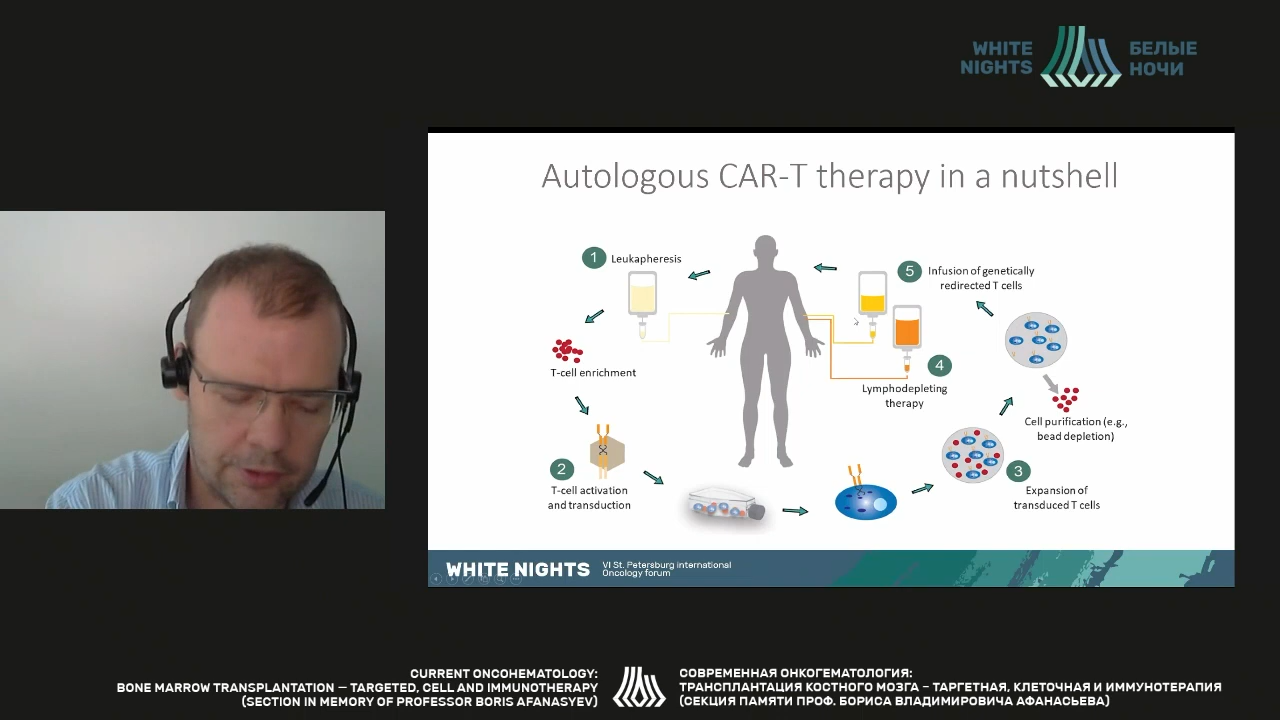 WHITE
NIGHTS
БЕЛЫЕ
НОЧИ
Autologous CAR-T therapy in a nutshell
1
Leukapheresis
T-cell enrichment
2
T-cell activation
and transduction
3
Expansion of
transduced T cells
Cell purification (e.g.,
bead depletion)
4
Lymphodepleting
therapy
5
Infusion of genetically
redirected T cells
WHITE NIGHTS
VI St. Petersburg International
Oncology forum
CURRENT ONCOHEMATOLOGY:
BONE MARROW TRANSPLANTATION – TARGETED, CELL AND IMMUNOTHERAPY
(SECTION IN MEMORY OF PROFESSOR BORIS AFANASYEV)
СОВРЕМЕННАЯ ОНКОГЕМАТОЛОГИЯ:
ТРАНСПЛАНТАЦИЯ КОСТНОГО МОЗГА – ТАРГЕТНАЯ, КЛЕТОЧНАЯ И ИММУНОТЕРАПИЯ
(СЕКЦИЯ ПАМЯТИ ПРОФ. БОРИСА ВЛАДИМИРОВИЧА АФАНАСЬЕВА)